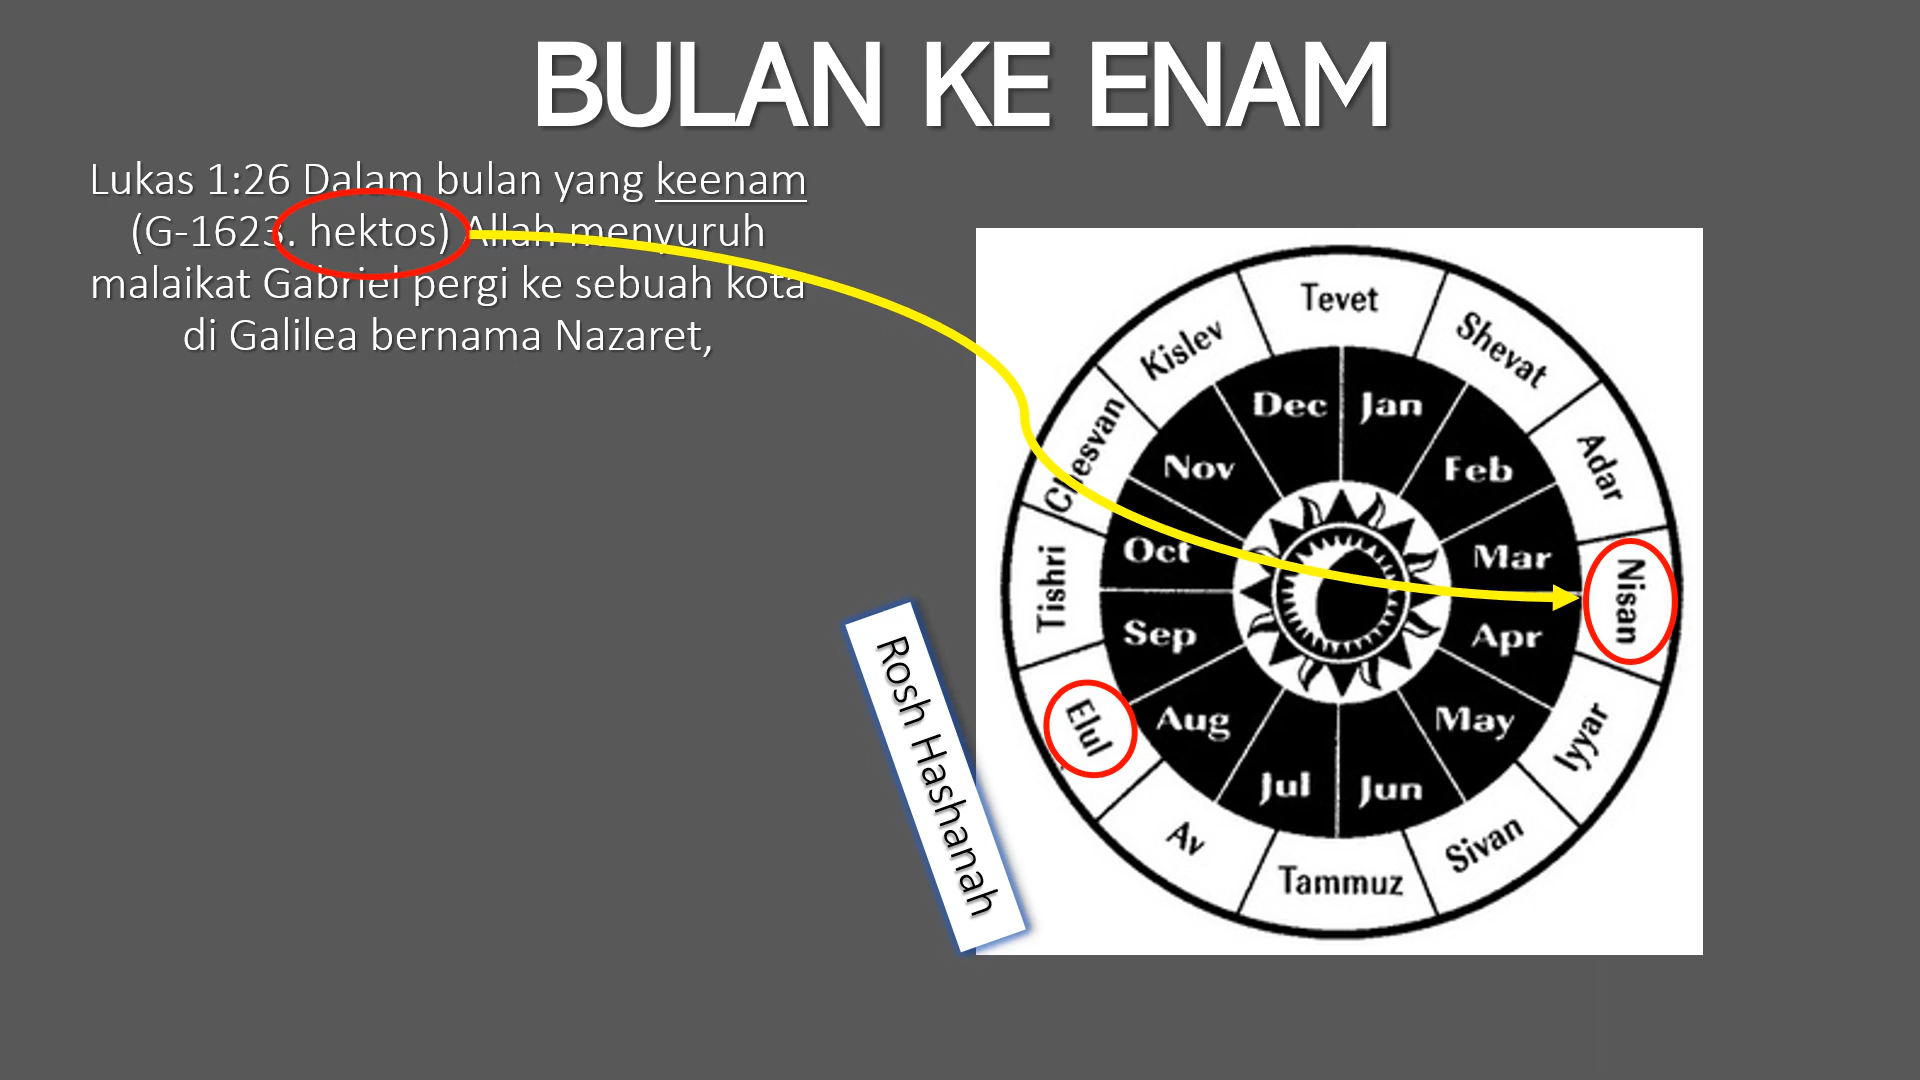 BULAN KE ENAM
Lukas 1:26 Dalam bulan yang keenam
(G-1623. hektos) Allah menyuruh
malaikat Gabriel pergi ke sebuah kota
di Galilea bernama Nazaret,
Tevet
Shevat
Adar
Nisan
Iyyar
Sivan
Tammuz
Av
Elul
Tishri
Chesvan
Kislev
Jan
Feb
Mar
Apr
May
Jun
Jul
Aug
Sep
Oct
Nov
Dec
Rosh Hashanah